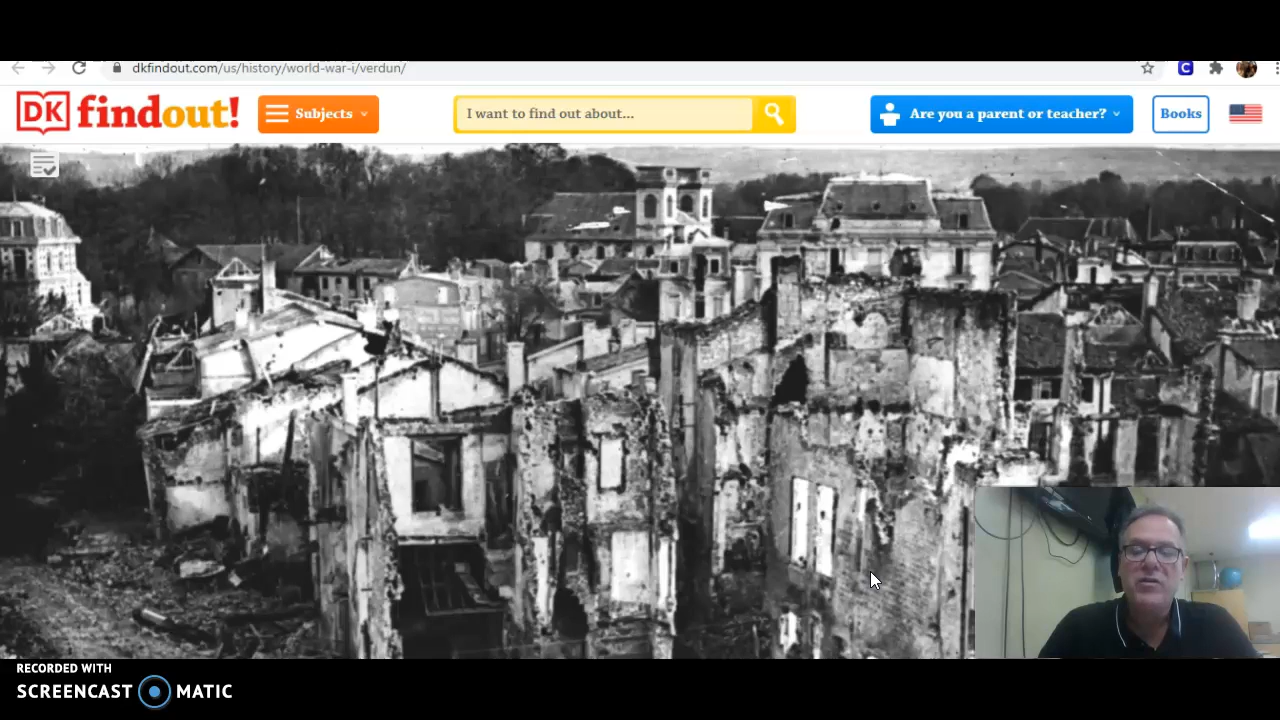 dkfindout.com/us/history/world-war-i/verdun/
DK findout!
Subjects
I want to find out about...
Are you a parent or teacher?
Books
RECORDED WITH
SCREENCAST MATIC